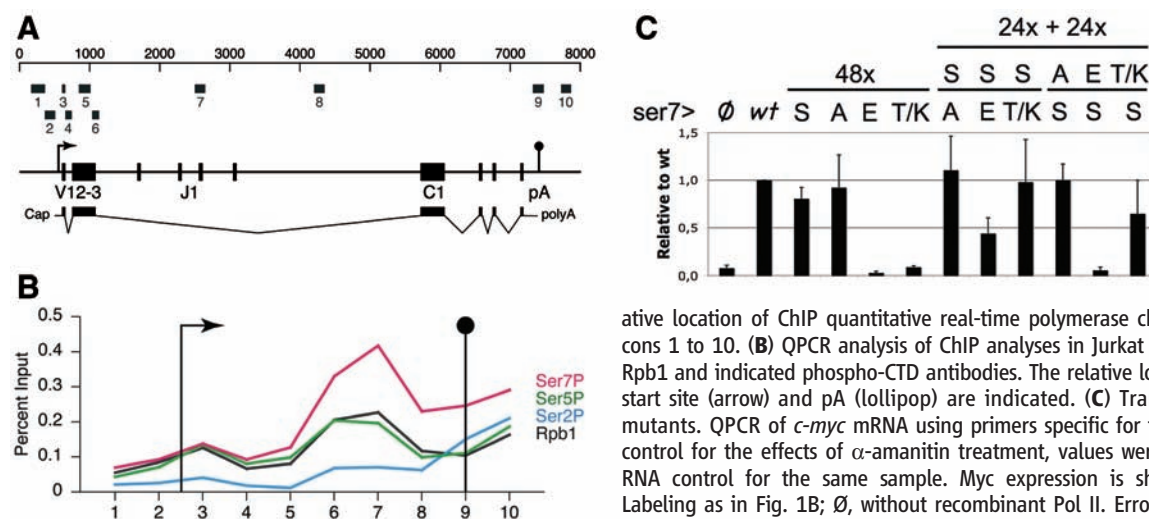 A
0 1000 2000 3000 4000 5000 6000 7000 8000
1 3 5 7 8 9 10
2 4 6
V12-3 J1 C1 pA
Cap polyA
B
Percent Input
0.5
0.4
0.3
0.2
0.1
0
Ser7P
Ser5P
Ser2P
Rpb1
1 2 3 4 5 6 7 8 9 10
C
24x + 24x
48x S S S A E T/K
ser7> Ø wt S A E T/K A E T/K S S S
Relative to wt
1,5
1,0
0,5
0,0
ative location of ChIP quantitative real-time polymerase ch
cons 1 to 10. (B) QPCR analysis of ChIP analyses in Jurkat
Rpb1 and indicated phospho-CTD antibodies. The relative lo
start site (arrow) and pA (lollipop) are indicated. (C) Tra
mutants. QPCR of c-myc mRNA using primers specific for
control for the effects of α-amanitin treatment, values wer
RNA control for the same sample. Myc expression is sh
Labeling as in Fig. 1B; Ø, without recombinant Pol II. Erro